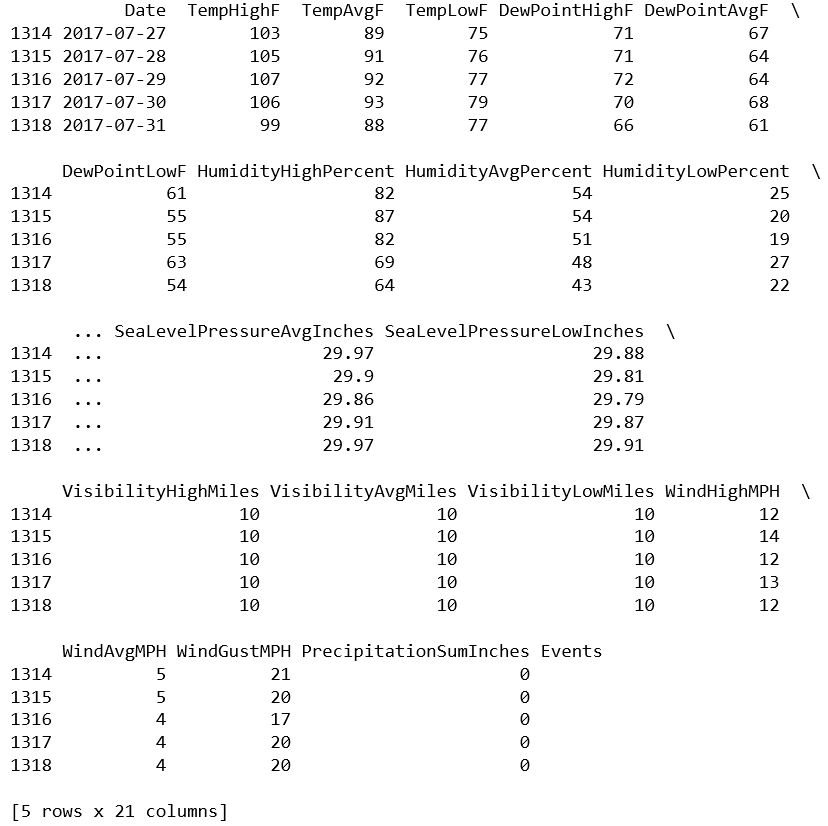 Date TempHighF TempAvgF TempLowF DewPointHighF DewPointAvgF \
1314 2017-07-27 103 89 75 71 67
1315 2017-07-28 105 91 76 71 64
1316 2017-07-29 107 92 77 72 64
1317 2017-07-30 106 93 79 70 68
1318 2017-07-31 99 88 77 66 61
DewPointLowF HumidityHighPercent HumidityAvgPercent HumidityLowPercent \
1314 61 82 54 25
1315 55 87 54 20
1316 55 82 51 19
1317 63 69 48 27
1318 54 64 43 22
... SeaLevelPressureAvgInches SeaLevelPressureLowInches \
1314 ... 29.97 29.88
1315 ... 29.9 29.81
1316 ... 29.86 29.79
1317 ... 29.91 29.87
1318 ... 29.97 29.91
VisibilityHighMiles VisibilityAvgMiles VisibilityLowMiles WindHighMPH \
1314 10 10 10 12
1315 10 10 10 14
1316 10 10 10 12
1317 10 10 10 13
1318 10 10 10 12
WindAvgMPH WindGustMPH PrecipitationSumInches Events
1314 5 21 0
1315 5 20 0
1316 4 17 0
1317 4 20 0
1318 4 20 0
[5 rows x 21 columns]